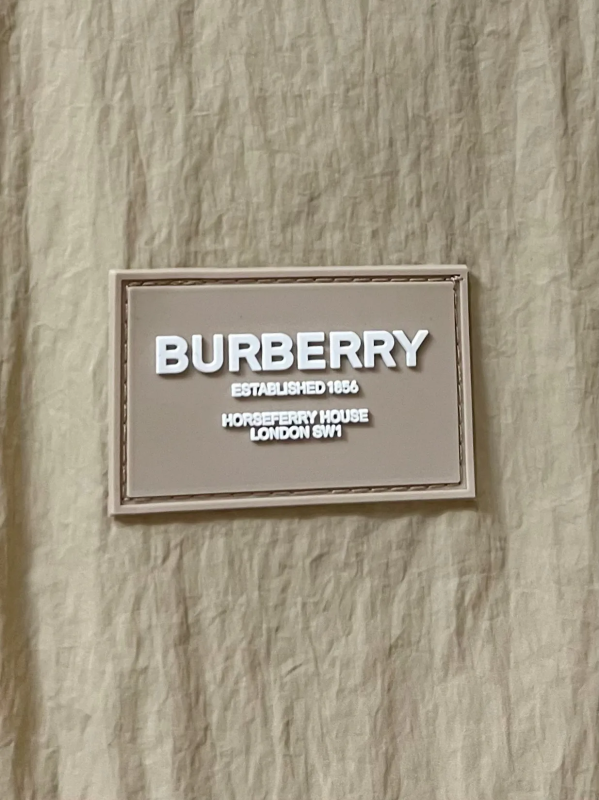 BURBERRY
ESTABLISHED 1856
HORSEFERRY HOUSE
LONDON SW1